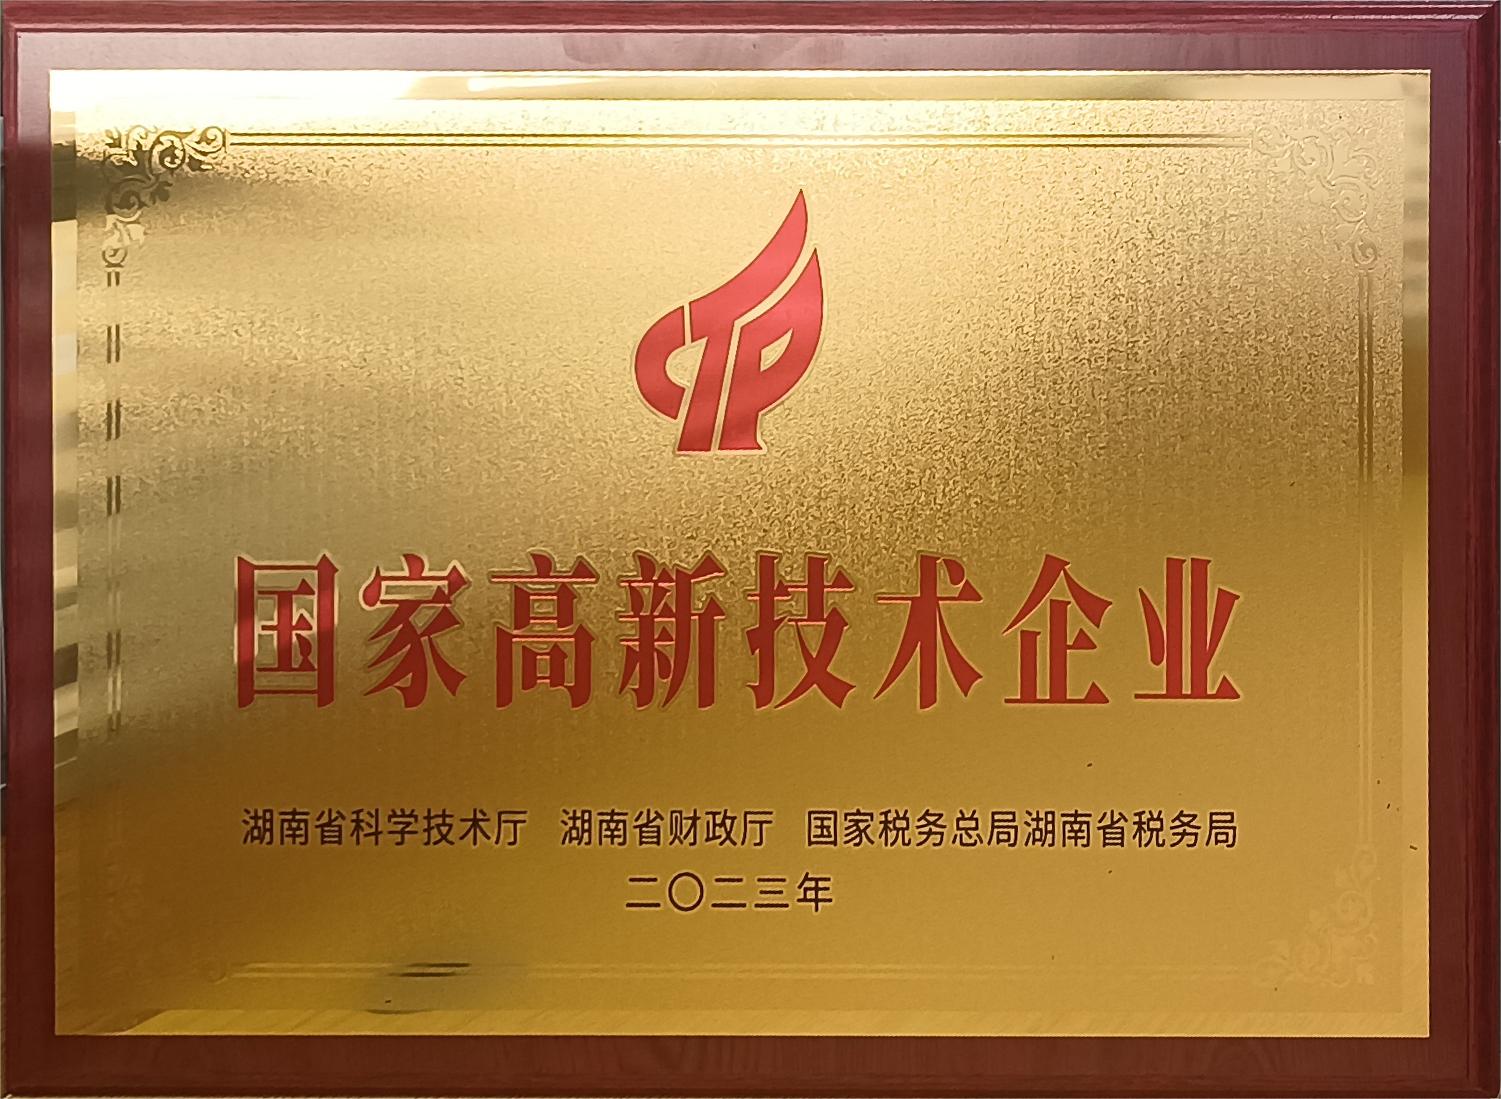 CTP
国家高新技术企业
湖南省科学技术厅 湖南省财政厅 国家税务总局湖南省税务局
二〇二三年